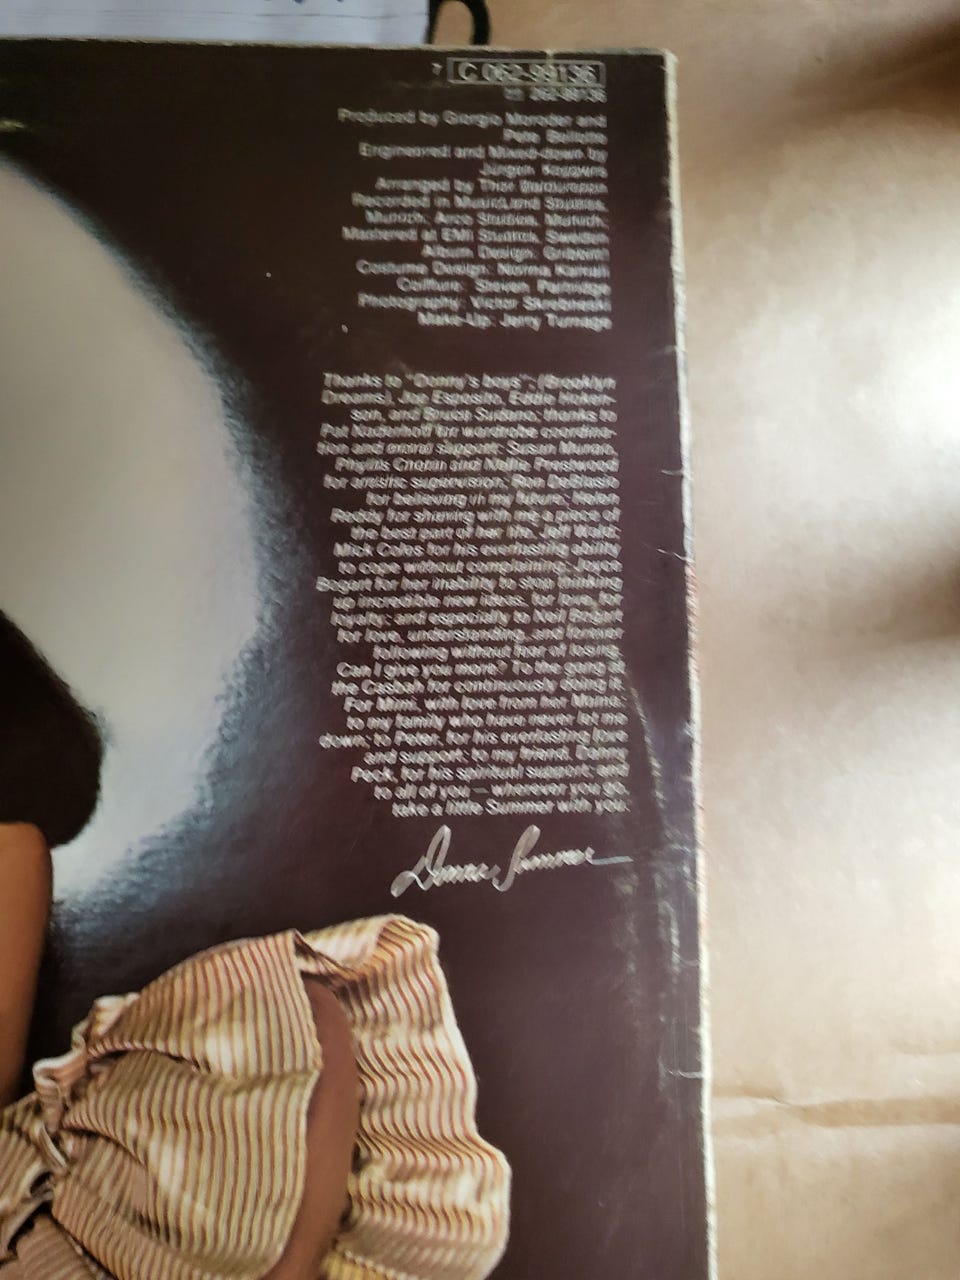 7 C 062-99136
Produced by Giorgio Moroder and
Pete Bellotte
Engineered and Mixed-down by
Jürgen Koppers
Arranged by Thor Baldursson
Recorded in MusicLand Studios,
Munich; Arco Studios, Munich.
Mastered at EMI Studios, Sweden
Album Design: Gribbitt!
Costume Design: Norma Kamali
Coiffure: Steven, Partridge
Photography: Victor Skrebneski
Make-Up: Jerry Turnage
Thanks to "Donny's boys"; (Brooklyn
Dreams), Joe Esposito, Eddie Hoken-
son, and Bruce Sudano; thanks to
Pat Nadenhoff for wardrobe coordina-
tion and moral support; Susan Munao,
Phyllis Chotin and Nellie Prestwood
for artistic supervision; Ron DeBlasio
for believing in my future; Helen
Reddy for sharing with me a piece of
the best part of her life, Jeff Wald;
Mick Coles for his everlasting ability
to cope without complaining; Joyce
Bogart for her inability to stop thinking
up incredible new ideas, for love, for
loyalty; and especially to Neil Bogart
for love, understanding, and forever
following without fear of losing.
Can I give you more? To the gang at
the Casbah for continuously doing it.
For Mimi, with love from her Mama,
to my family who have never let me
down; to Peter, for his everlasting love
and support; to my friend, Danny
Peck, for his spiritual support; and
to all of you — wherever you go,
take a little Summer with you.
Donna Summer